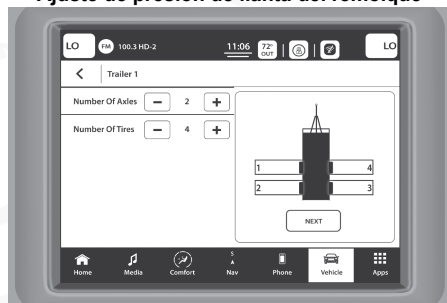 Ajuste de presión de llanta del remolque
LO FM 100.3 HD-2 11:06 72° OUT LO
Trailer 1
Number Of Axles − 2 +
Number Of Tires − 4 +
1 4
2 3
NEXT
S
Home Media Comfort Nav Phone Vehicle Apps